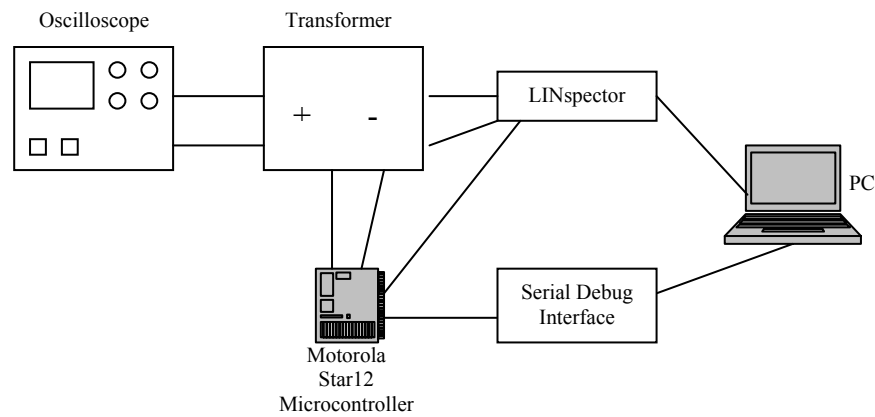 Oscilloscope
Transformer
+ -
LINspector
PC
Serial Debug
Interface
Motorola
Star12
Microcontroller